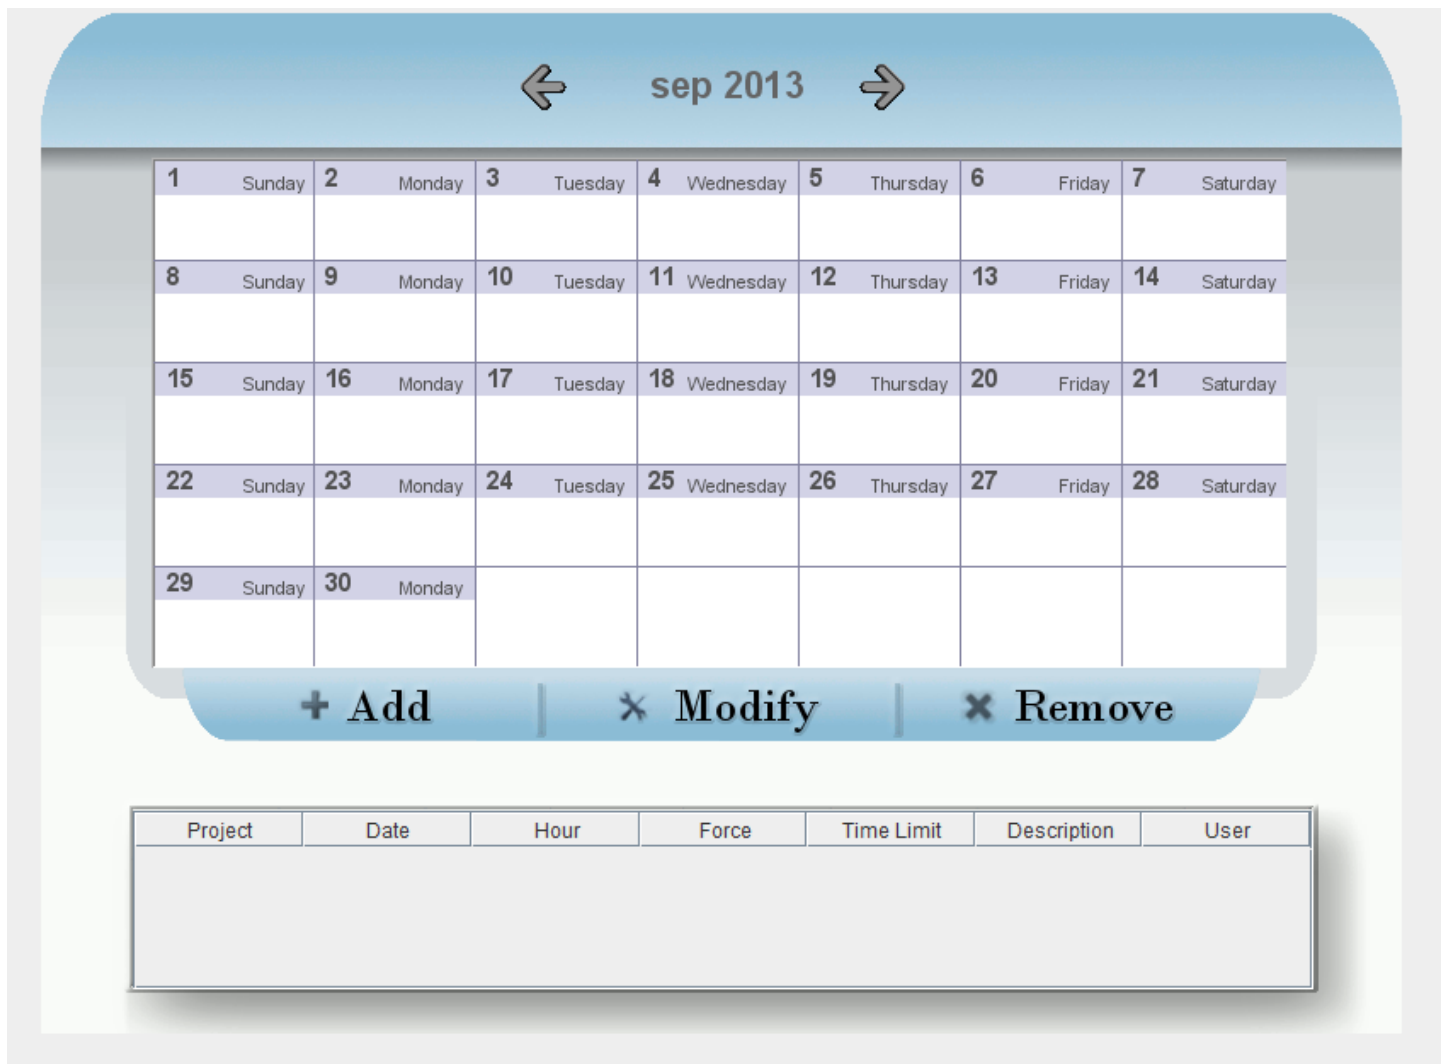 sep 2013
1 Sunday 2 Monday 3 Tuesday 4 Wednesday 5 Thursday 6 Friday 7 Saturday
8 Sunday 9 Monday 10 Tuesday 11 Wednesday 12 Thursday 13 Friday 14 Saturday
15 Sunday 16 Monday 17 Tuesday 18 Wednesday 19 Thursday 20 Friday 21 Saturday
22 Sunday 23 Monday 24 Tuesday 25 Wednesday 26 Thursday 27 Friday 28 Saturday
29 Sunday 30 Monday
Add Modify Remove
Project Date Hour Force Time Limit Description User